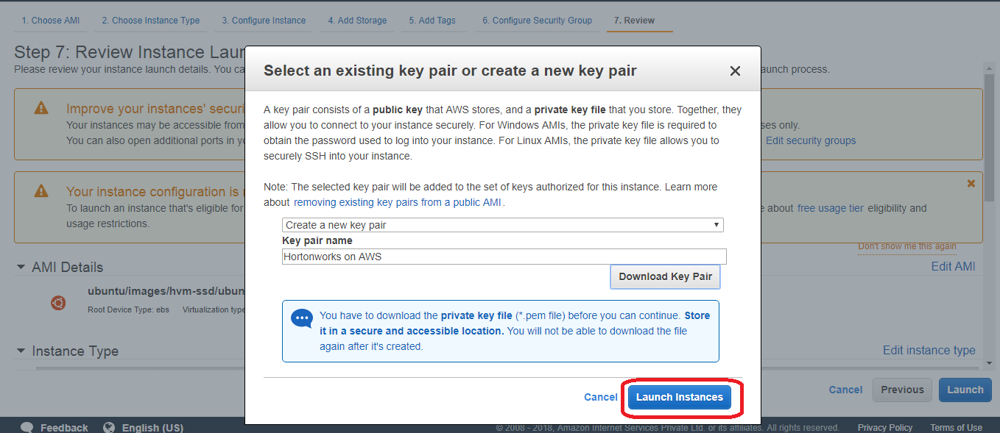 1. Choose AMI 2. Choose Instance Type 3. Configure Instance 4. Add Storage 5. Add Tags 6. Configure Security Group 7. Review
Step 7: Review Instance Laun
Please review your instance launch details. You ca
aunch process.
Improve your instances' securi
Your instances may be accessible from
ses only.
You can also open additional ports in yo
Edit security groups
Your instance configuration is
To launch an instance that's eligible for
e about free usage tier eligibility and
usage restrictions.
Don't show me this again
AMI Details
Edit AMI
ubuntu/images/hvm-ssd/ubun
Root Device Type: ebs Virtualization type
Instance Type
Edit instance type
Cancel Previous Launch
Select an existing key pair or create a new key pair
A key pair consists of a public key that AWS stores, and a private key file that you store. Together, they
allow you to connect to your instance securely. For Windows AMIs, the private key file is required to
obtain the password used to log into your instance. For Linux AMIs, the private key file allows you to
securely SSH into your instance.
Note: The selected key pair will be added to the set of keys authorized for this instance. Learn more
about removing existing key pairs from a public AMI.
Create a new key pair
Key pair name
Hortonworks on AWS
Download Key Pair
You have to download the private key file (*.pem file) before you can continue. Store
it in a secure and accessible location. You will not be able to download the file
again after it's created.
Cancel Launch Instances
Feedback English (US) © 2008 - 2018, Amazon Internet Services Private Ltd. or its affiliates. All rights reserved. Privacy Policy Terms of Use